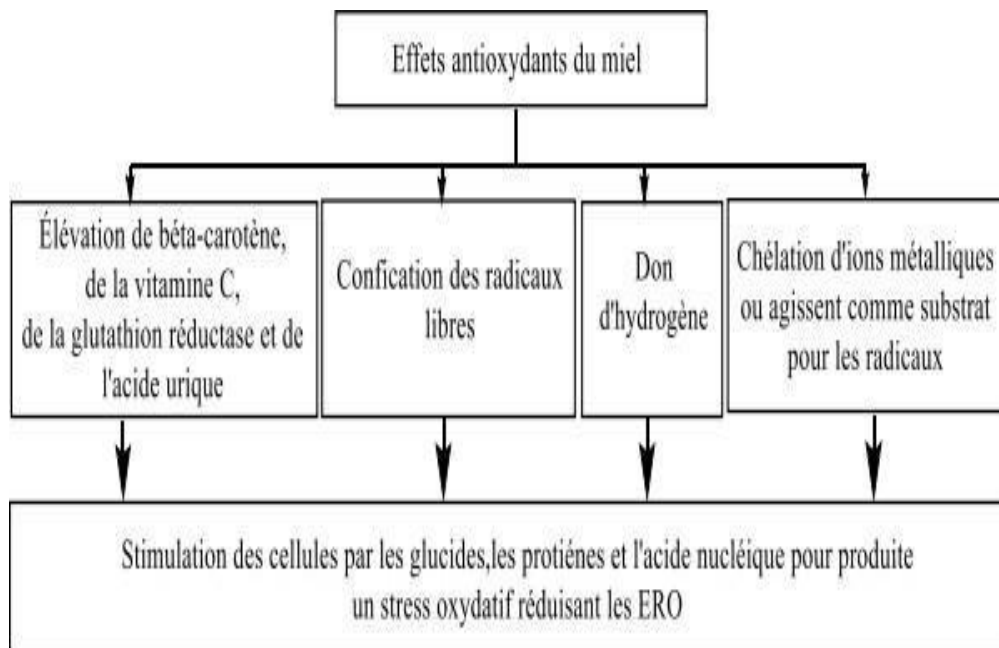 Effets antioxydants du miel
Élévation de béta-carotène,
de la vitamine C,
de la glutathion réductase et de
l'acide urique
Confication des radicaux
libres
Don
d'hydrogène
Chélation d'ions métalliques
ou agissent comme substrat
pour les radicaux
Stimulation des cellules par les glucides,les protiénes et l'acide nucléique pour produite
un stress oxydatif réduisant les ERO